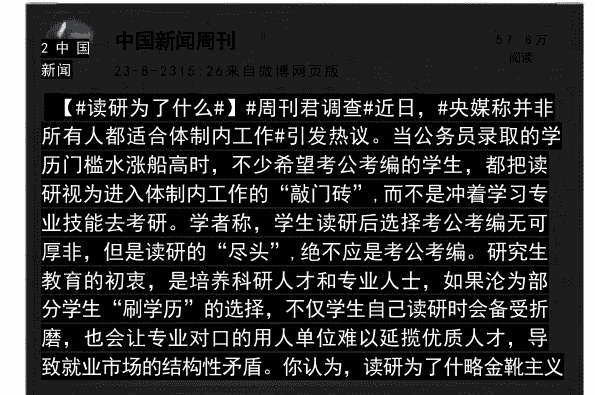 中国新闻周刊
57.6万
2 中 国
阅读
新闻
23-8-2315:26来自微博网页版
【#读研为了什么#】#周刊君调查#近日，#央媒称并非
所有人都适合体制内工作#引发热议。当公务员录取的学
历门槛水涨船高时，不少希望考公考编的学生，都把读
研视为进入体制内工作的“敲门砖”,而不是冲着学习专
业技能去考研。学者称，学生读研后选择考公考编无可
厚非，但是读研的“尽头”,绝不应是考公考编。研究生
教育的初衷，是培养科研人才和专业人士，如果沦为部
分学生“刷学历”的选择，不仅学生自己读研时会备受折
磨，也会让专业对口的用人单位难以延揽优质人才，导
致就业市场的结构性矛盾。你认为，读研为了什略金靴主义